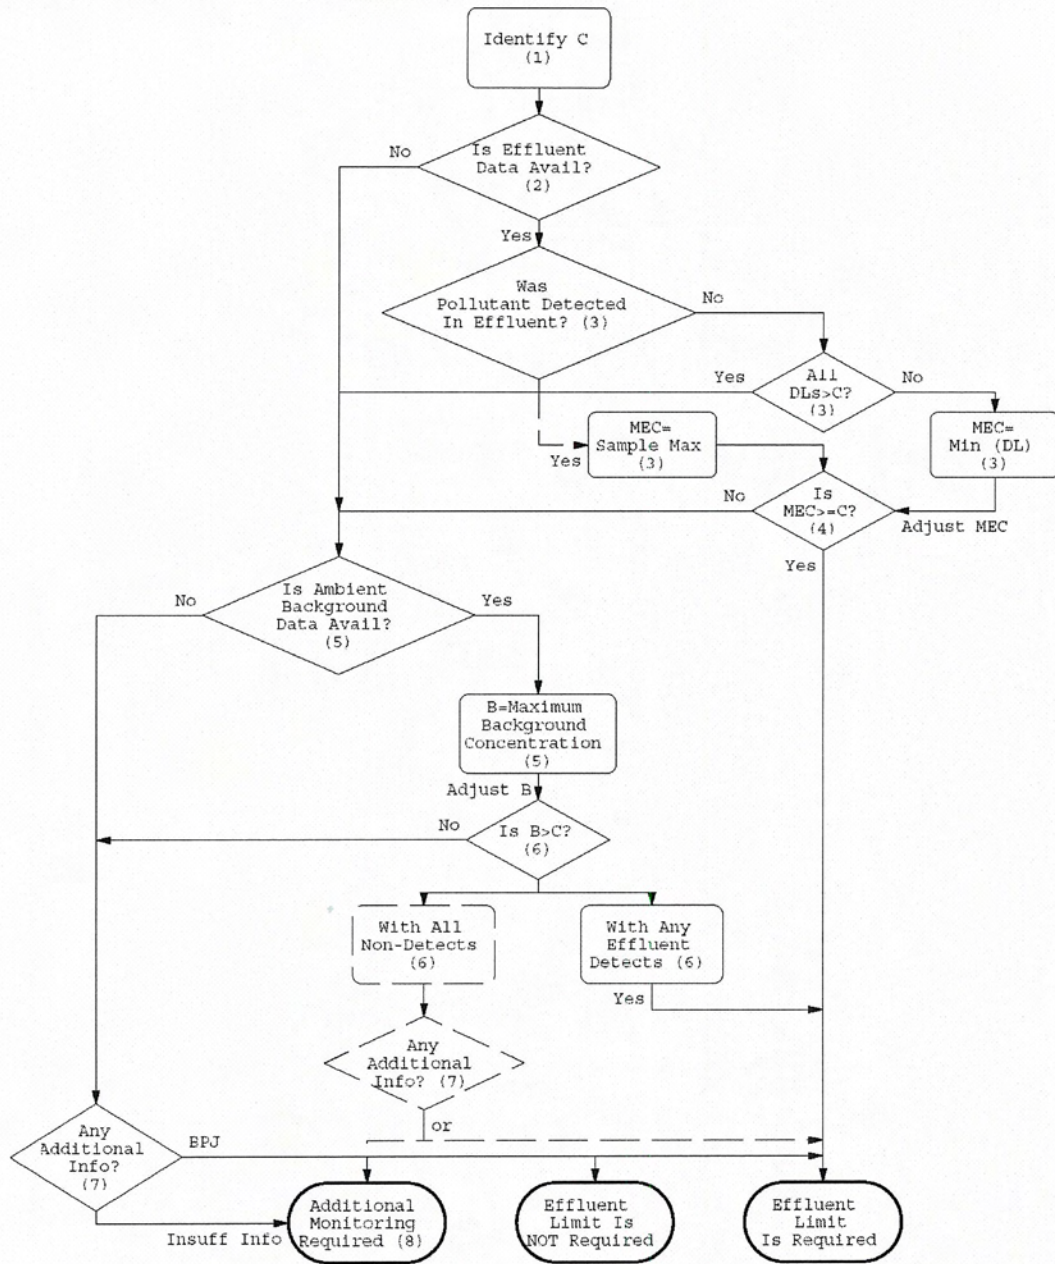 Identify C
(1)
No
Is Effluent
Data Avail?
(2)
Yes
Was
Pollutant Detected
In Effluent? (3)
No
Yes
All
DLs>C?
(3)
No
MEC=
Sample Max
(3)
Yes
MEC=
Min (DL)
(3)
No
Is
MEC>=C?
(4)
Adjust MEC
Yes
No
Is Ambient
Background
Data Avail?
(5)
Yes
B=Maximum
Background
Concentration
(5)
Adjust B
No
Is B>C?
(6)
With All
Non-Detects
(6)
With Any
Effluent
Detects (6)
Yes
Any
Additional
Info? (7)
or
Any
Additional
Info?
(7)
BPJ
Insuff Info
Additional
Monitoring
Required (8)
Effluent
Limit Is
NOT Required
Effluent
Limit
Is Required